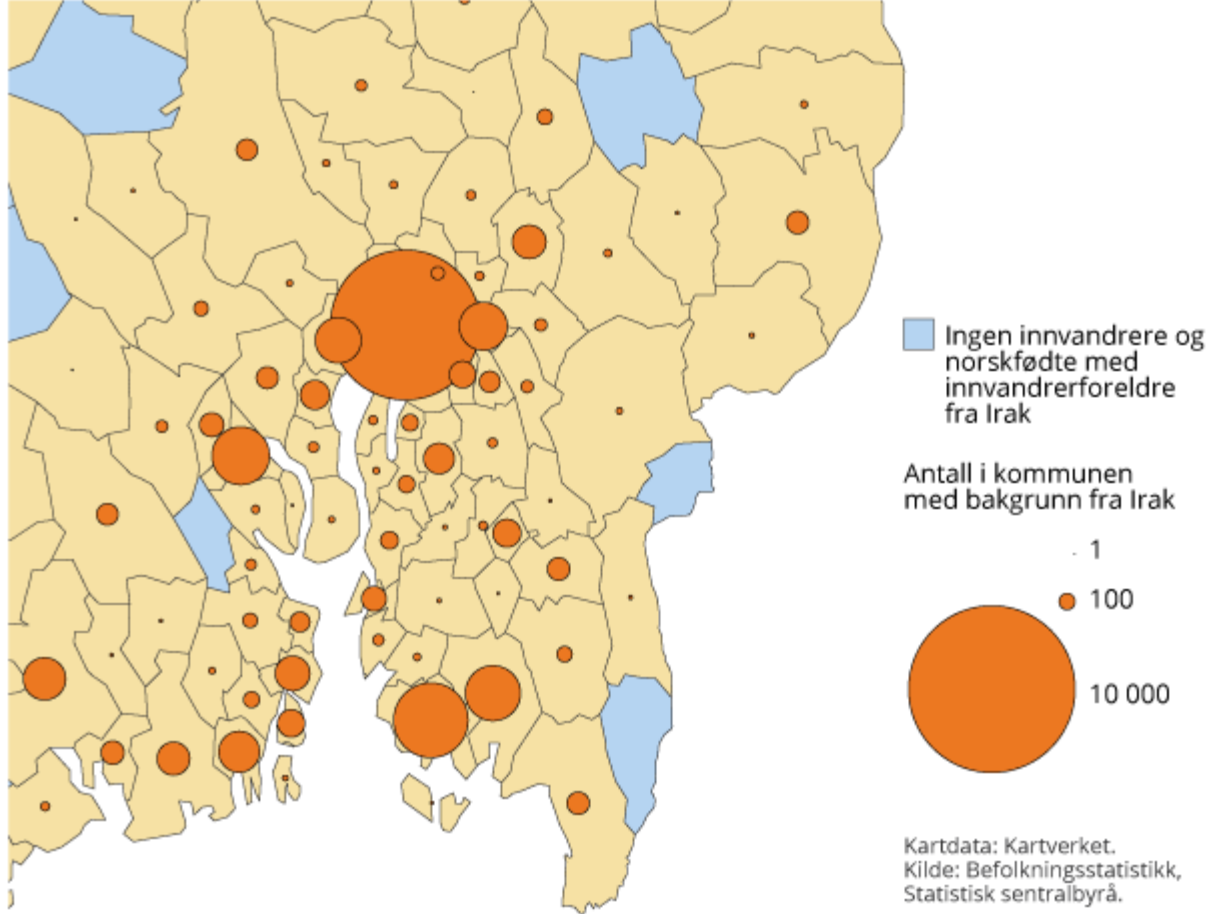 Ingen innvandrere og
norskfødte med
innvandrerforeldre
fra Irak
Antall i kommunen
med bakgrunn fra Irak
1
100
10 000
Kartdata: Kartverket.
Kilde: Befolkningsstatistikk,
Statistisk sentralbyrå.